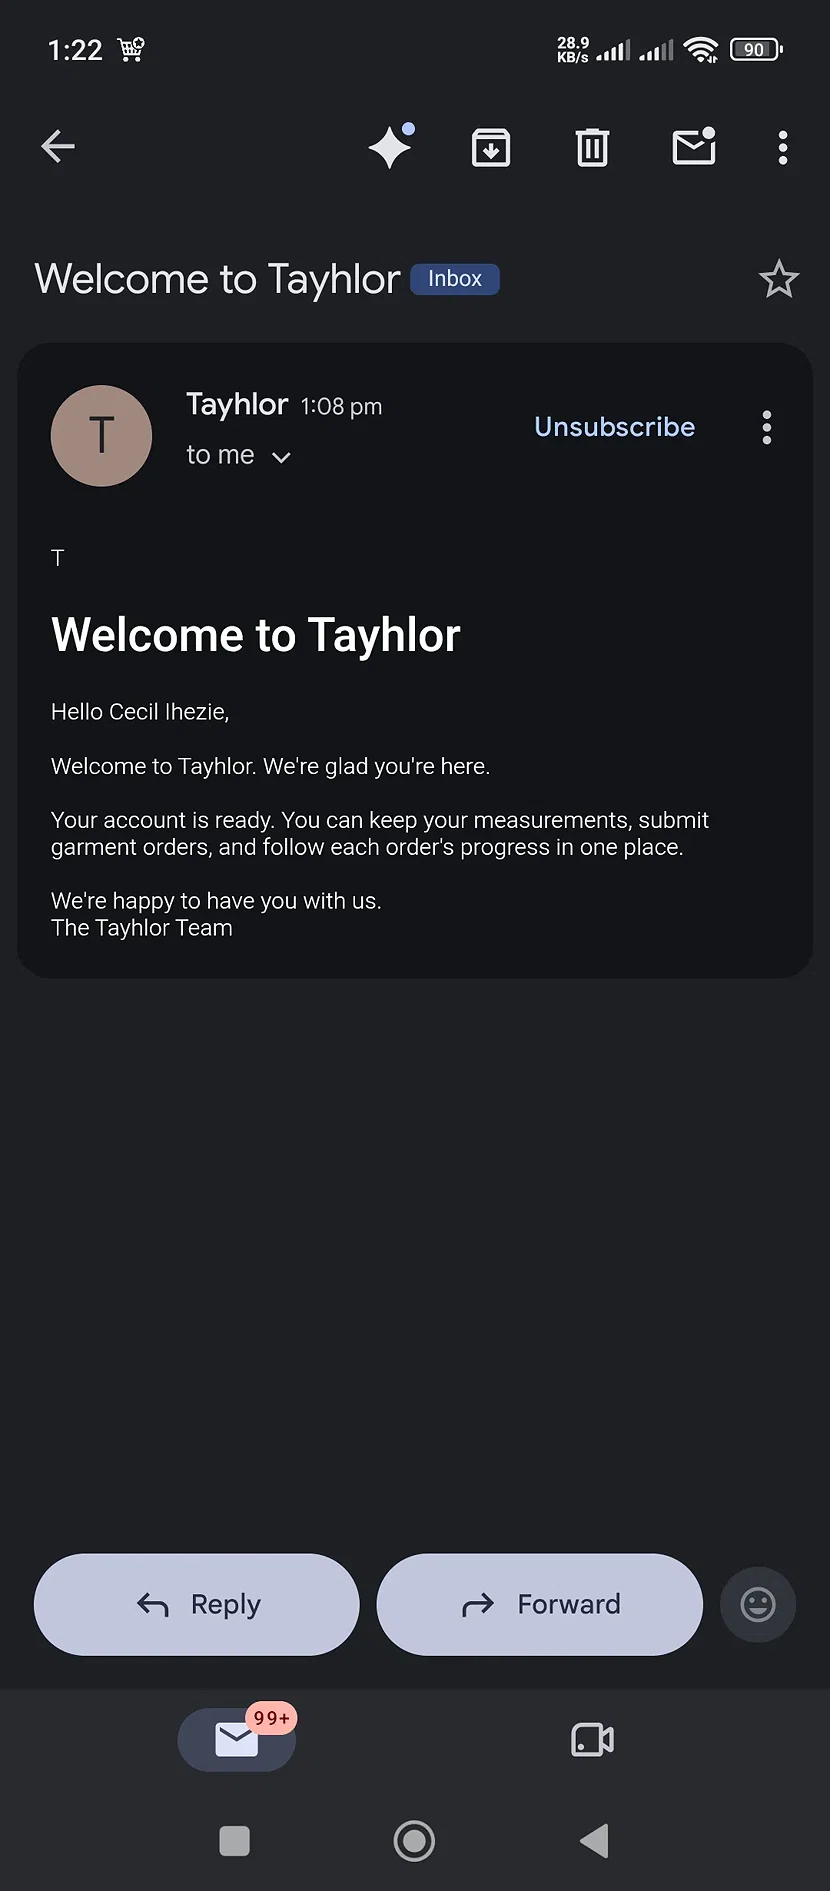 1:22
28.9
KB/s
90
Welcome to Tayhlor Inbox
T
Tayhlor 1:08 pm
to me
Unsubscribe
T
Welcome to Tayhlor
Hello Cecil Ihezie,
Welcome to Tayhlor. We're glad you're here.
Your account is ready. You can keep your measurements, submit
garment orders, and follow each order's progress in one place.
We're happy to have you with us.
The Tayhlor Team
Reply
Forward
99+